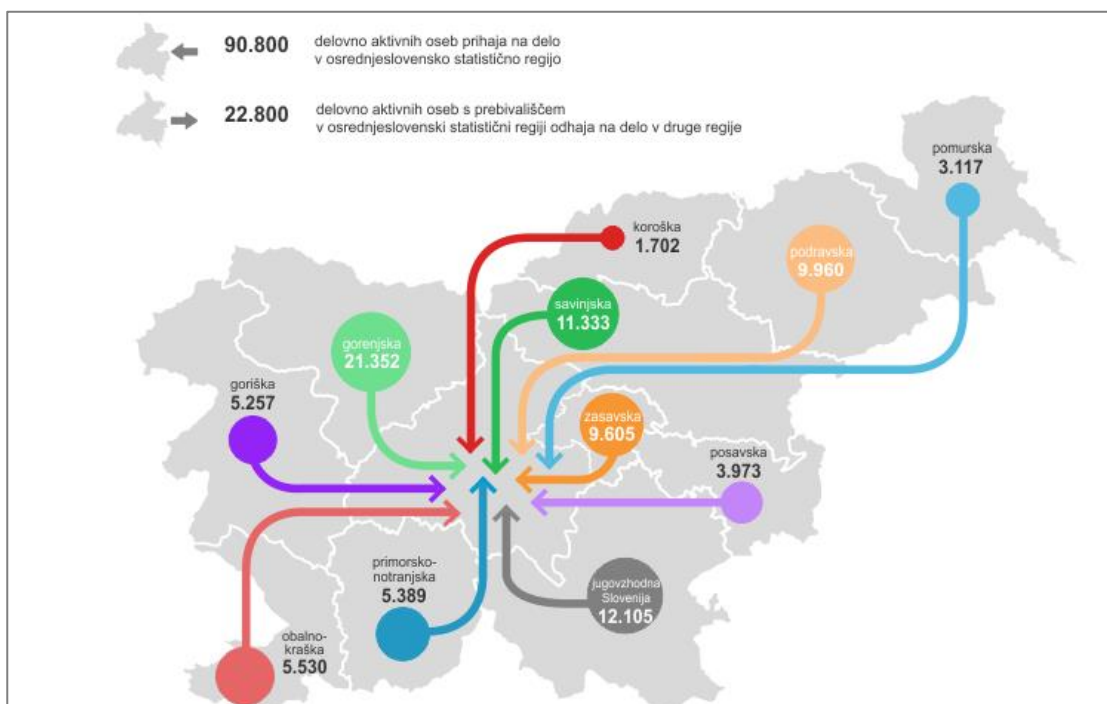 90.800
delovno aktivnih oseb prihaja na delo
v osrednjeslovensko statistično regijo
22.800
delovno aktivnih oseb s prebivališčem
v osrednjeslovenski statistični regiji odhaja na delo v druge regije
pomurska
3.117
koroška
1.702
podravska
9.960
savinjska
11.333
gorenjska
21.352
goriška
5.257
zasavska
9.605
posavska
3.973
primorsko-
notranjska
5.389
jugovzhodna
Slovenija
12.105
obalno-
kraška
5.530